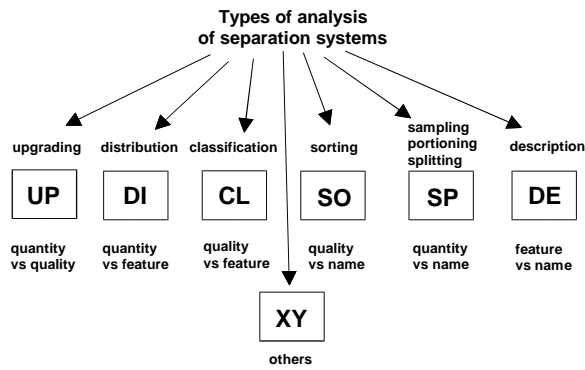 Types of analysis
of separation systems
upgrading
distribution
classification
sorting
sampling
portioning
splitting
description
UP
DI
CL
SO
SP
DE
quantity
vs quality
quantity
vs feature
quality
vs feature
quality
vs name
quantity
vs name
feature
vs name
XY
others